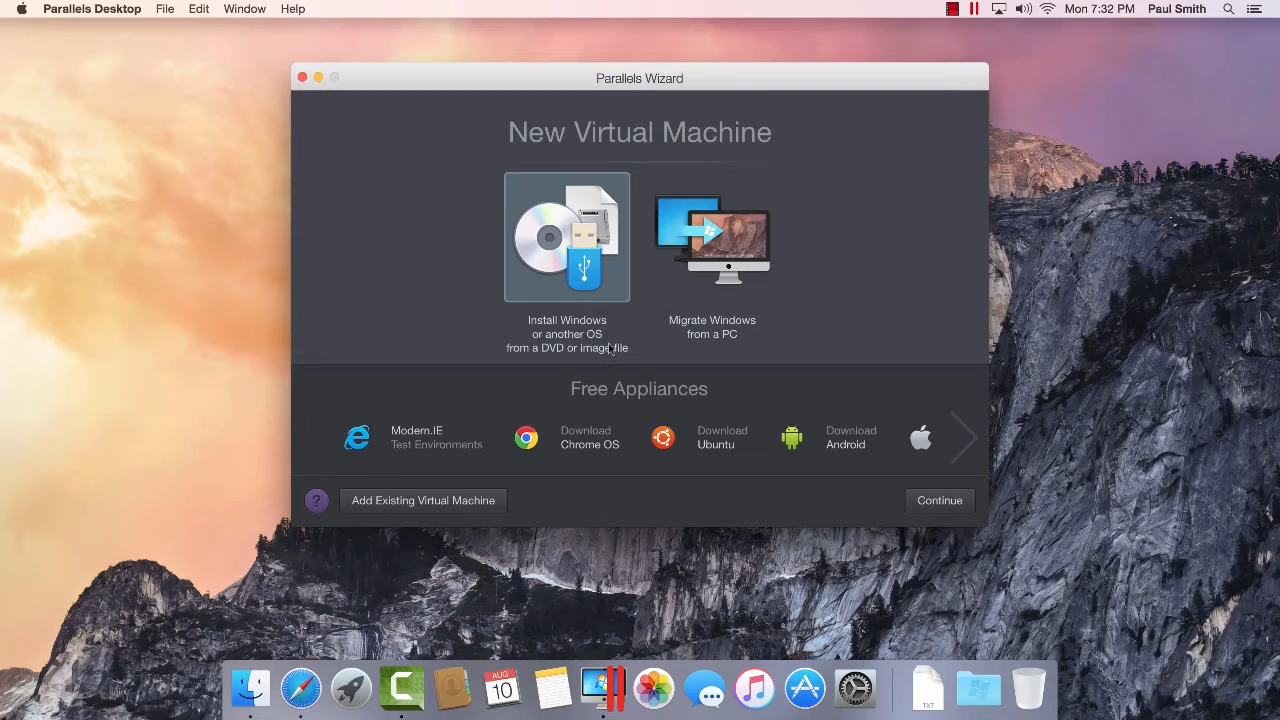 Parallels Desktop File Edit Window Help Mon 7:32 PM Paul Smith
Parallels Wizard
New Virtual Machine
Install Windows
or another OS
from a DVD or image file
Migrate Windows
from a PC
Free Appliances
Modern.IE
Test Environments
Download
Chrome OS
Download
Ubuntu
Download
Android
? Add Existing Virtual Machine Continue
AUG
10
TXT